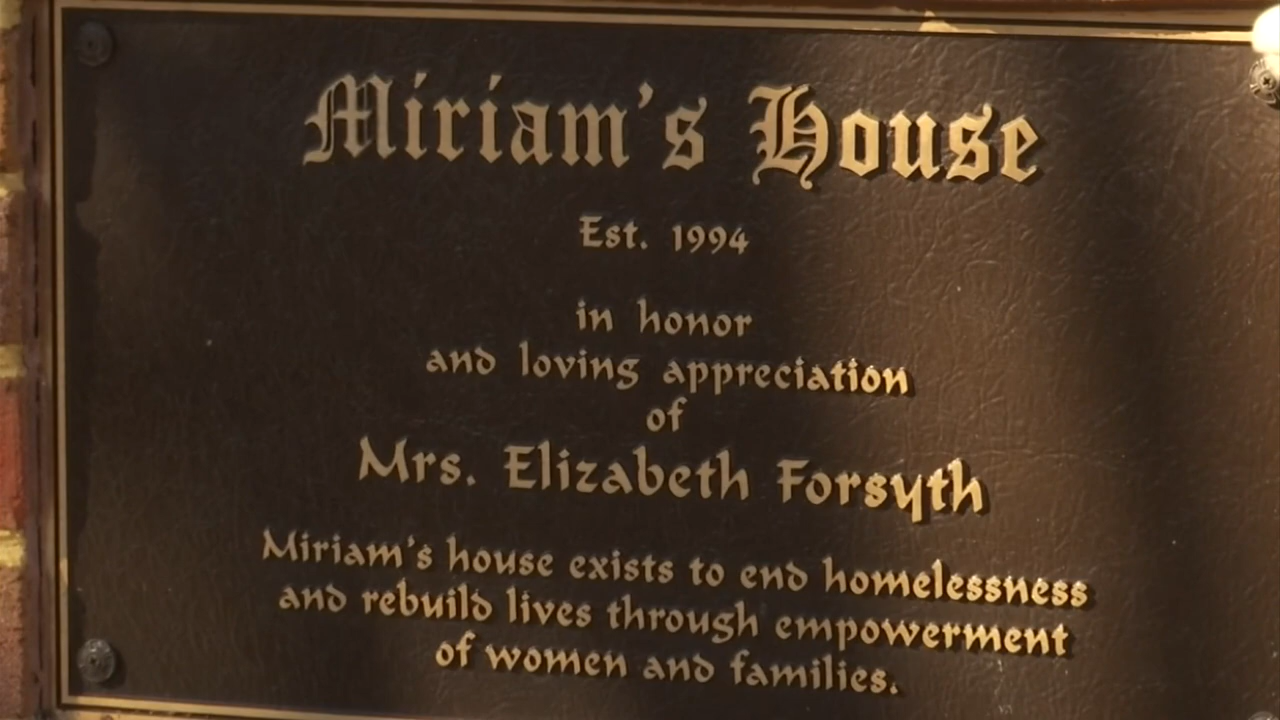 Miriam's House
Est. 1994
in honor
and loving appreciation
of
Mrs. Elizabeth Forsyth
Miriam's house exists to end homelessness
and rebuild lives through empowerment
of women and families.